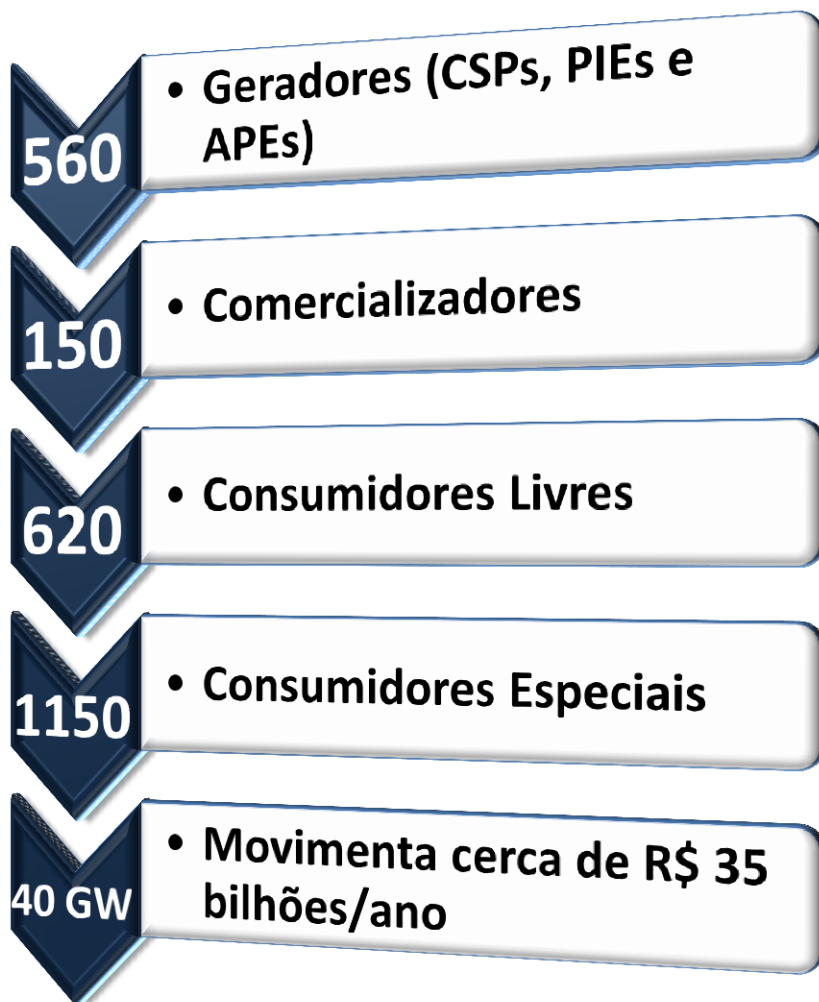 560
• Geradores (CSPs, PIEs e
APEs)
150
• Comercializadores
620
• Consumidores Livres
1150
• Consumidores Especiais
40 GW
• Movimenta cerca de R$ 35
bilhões/ano